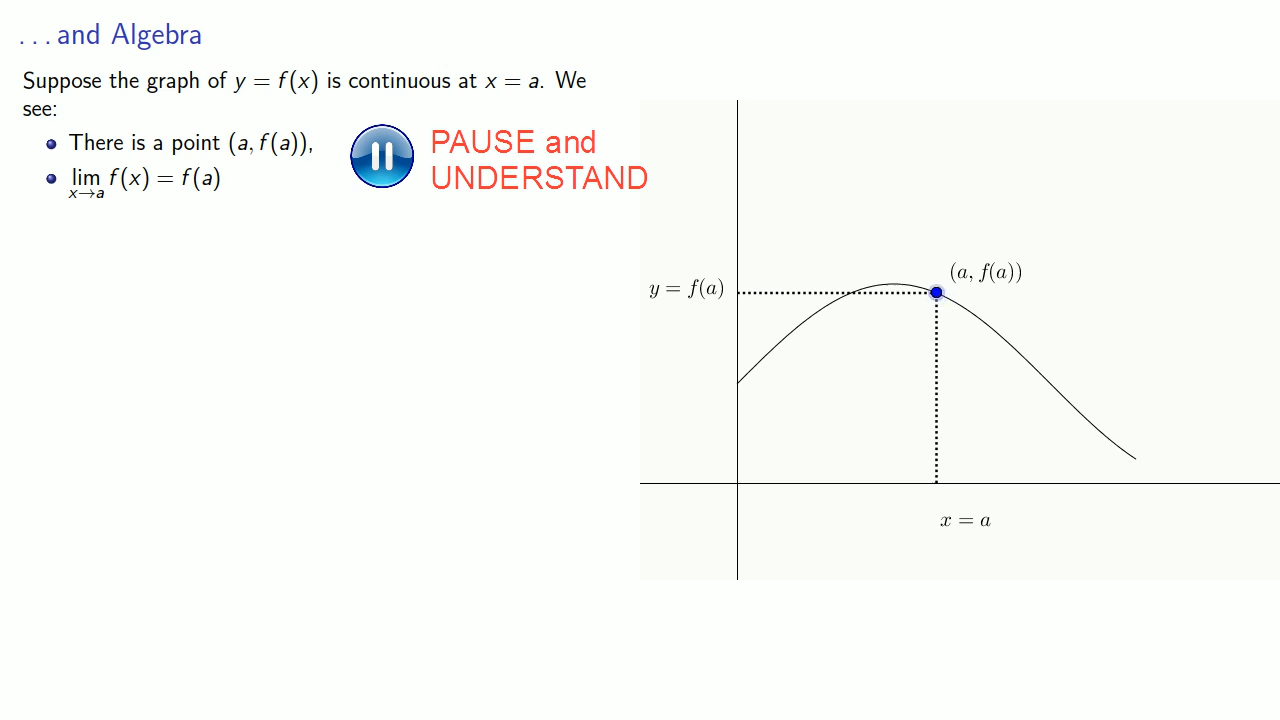 ...and Algebra
Suppose the graph of y = f(x) is continuous at x = a. We
see:
There is a point (a, f(a)),
lim f(x) = f(a)
x→a
PAUSE and
UNDERSTAND
(a, f(a))
y = f(a)
x = a